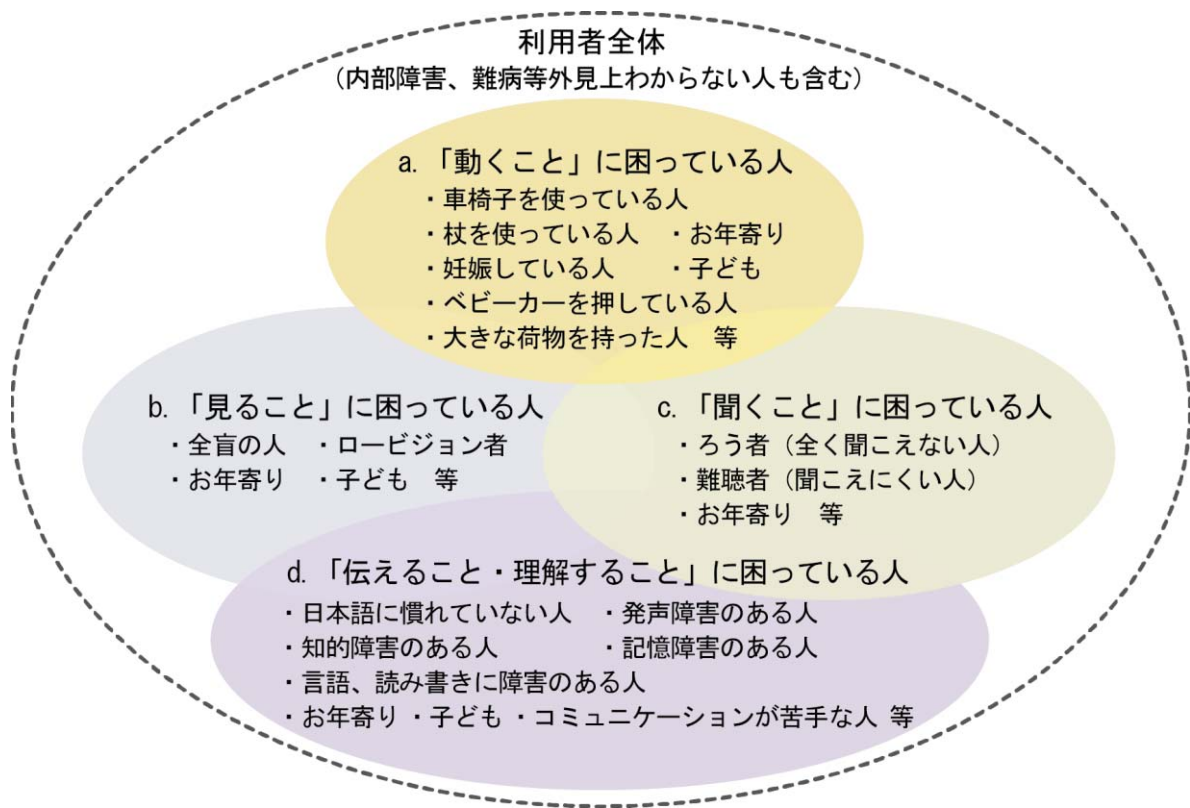 利用者全体
（内部障害、難病等外見上わからない人も含む）
a. 「動くこと」に困っている人
・車椅子を使っている人
・杖を使っている人　・お年寄り
・妊娠している人　　・子ども
・ベビーカーを押している人
・大きな荷物を持った人　等
b. 「見ること」に困っている人
・全盲の人　・ロービジョン者
・お年寄り　・子ども　等
c. 「聞くこと」に困っている人
・ろう者（全く聞こえない人）
・難聴者（聞こえにくい人）
・お年寄り　等
d. 「伝えること・理解すること」に困っている人
・日本語に慣れていない人　・発声障害のある人
・知的障害のある人　　　　・記憶障害のある人
・言語、読み書きに障害のある人
・お年寄り ・子ども ・コミュニケーションが苦手な人 等